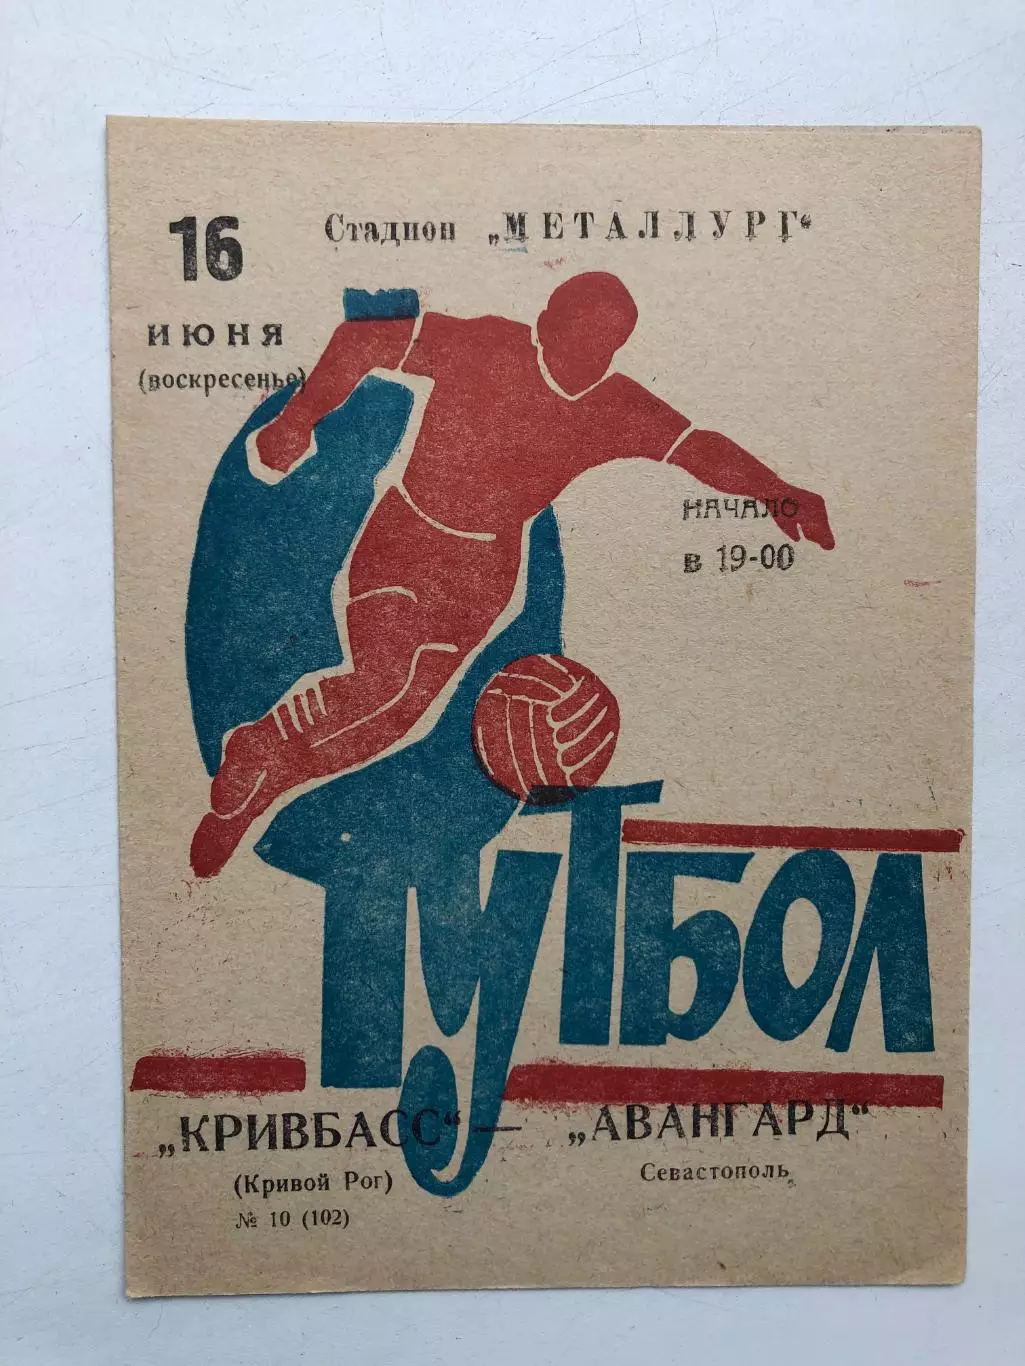 16
ИЮНЯ
(воскресенье)
Стадион „МЕТАЛЛУРГ“
НАЧАЛО
в 19-00
ФУТБОЛ
„КРИВБАСС“ — „АВАНГАРД“
(Кривой Рог)
Севастополь
№ 10 (102)